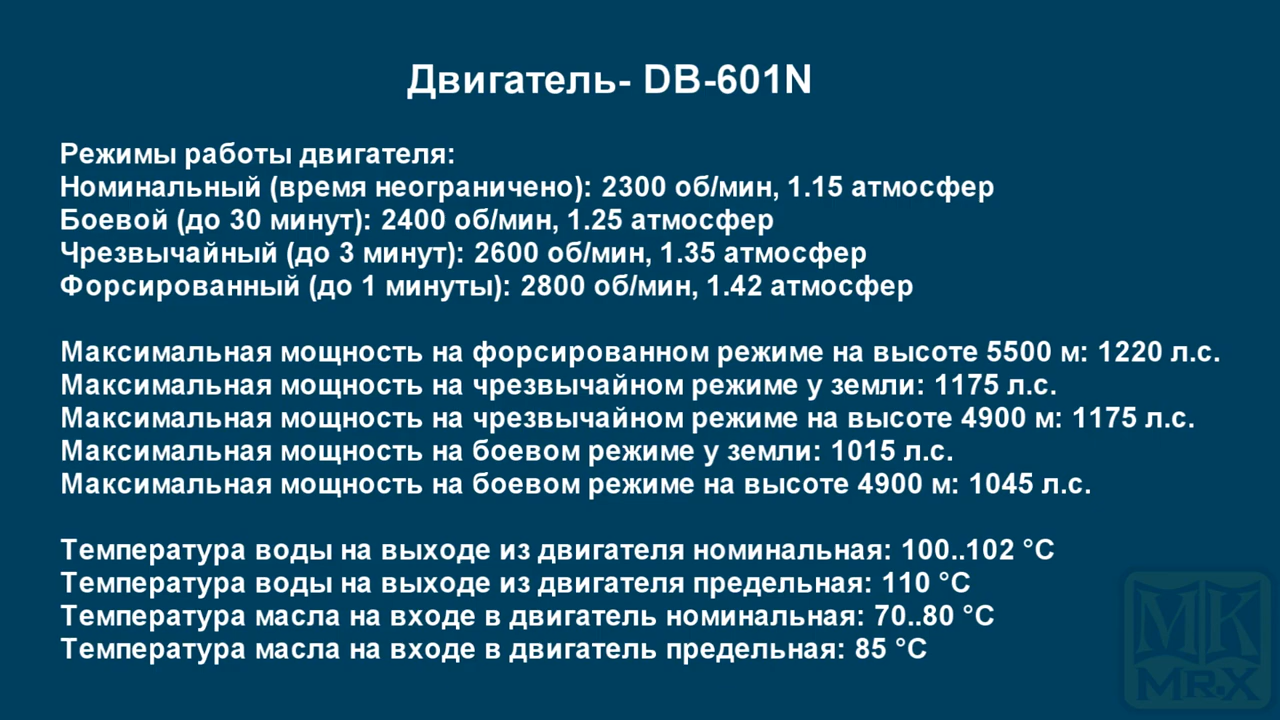 Двигатель- DB-601N
Режимы работы двигателя:
Номинальный (время неограничено): 2300 об/мин, 1.15 атмосфер
Боевой (до 30 минут): 2400 об/мин, 1.25 атмосфер
Чрезвычайный (до 3 минут): 2600 об/мин, 1.35 атмосфер
Форсированный (до 1 минуты): 2800 об/мин, 1.42 атмосфер
Максимальная мощность на форсированном режиме на высоте 5500 м: 1220 л.с.
Максимальная мощность на чрезвычайном режиме у земли: 1175 л.с.
Максимальная мощность на чрезвычайном режиме на высоте 4900 м: 1175 л.с.
Максимальная мощность на боевом режиме у земли: 1015 л.с.
Максимальная мощность на боевом режиме на высоте 4900 м: 1045 л.с.
Температура воды на выходе из двигателя номинальная: 100..102 °C
Температура воды на выходе из двигателя предельная: 110 °C
Температура масла на входе в двигатель номинальная: 70..80 °C
Температура масла на входе в двигатель предельная: 85 °C
MK
MR.X